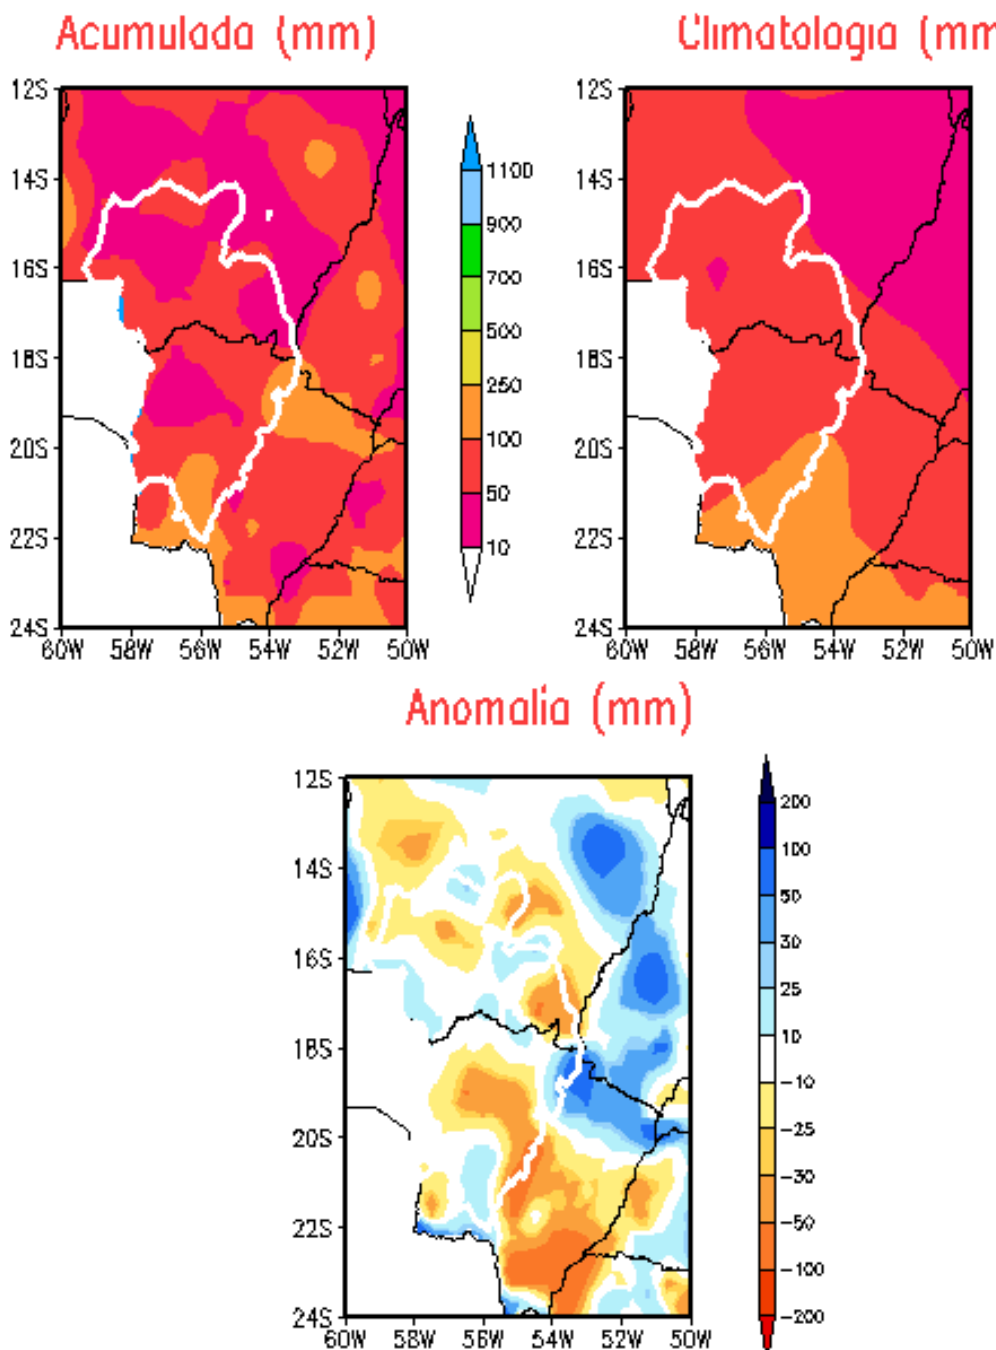 Acumulada (mm)
Climatologia (mm
12S
14S
16S
18S
20S
22S
24S
60W 58W 56W 54W 52W 50W
1100
900
700
500
250
100
50
10
12S
14S
16S
18S
20S
22S
24S
60W 58W 56W 54W 52W 50W
Anomalia (mm)
12S
14S
16S
18S
20S
22S
24S
60W 58W 56W 54W 52W 50W
200
100
50
30
25
10
-10
-25
-30
-50
-100
-200